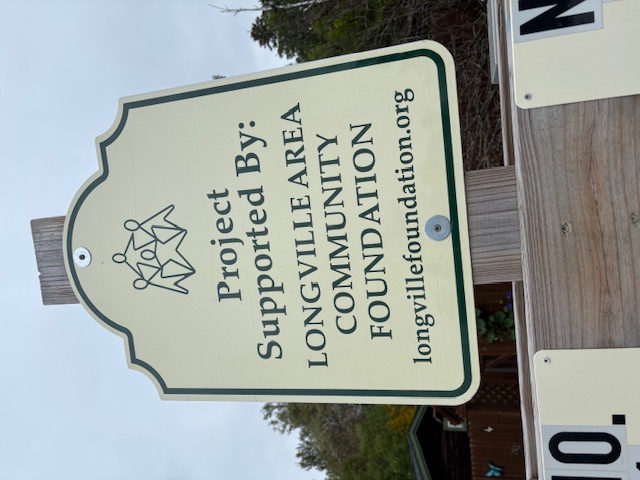 Project
Supported By:
LONGVILLE AREA
COMMUNITY
FOUNDATION
longvillefoundation.org